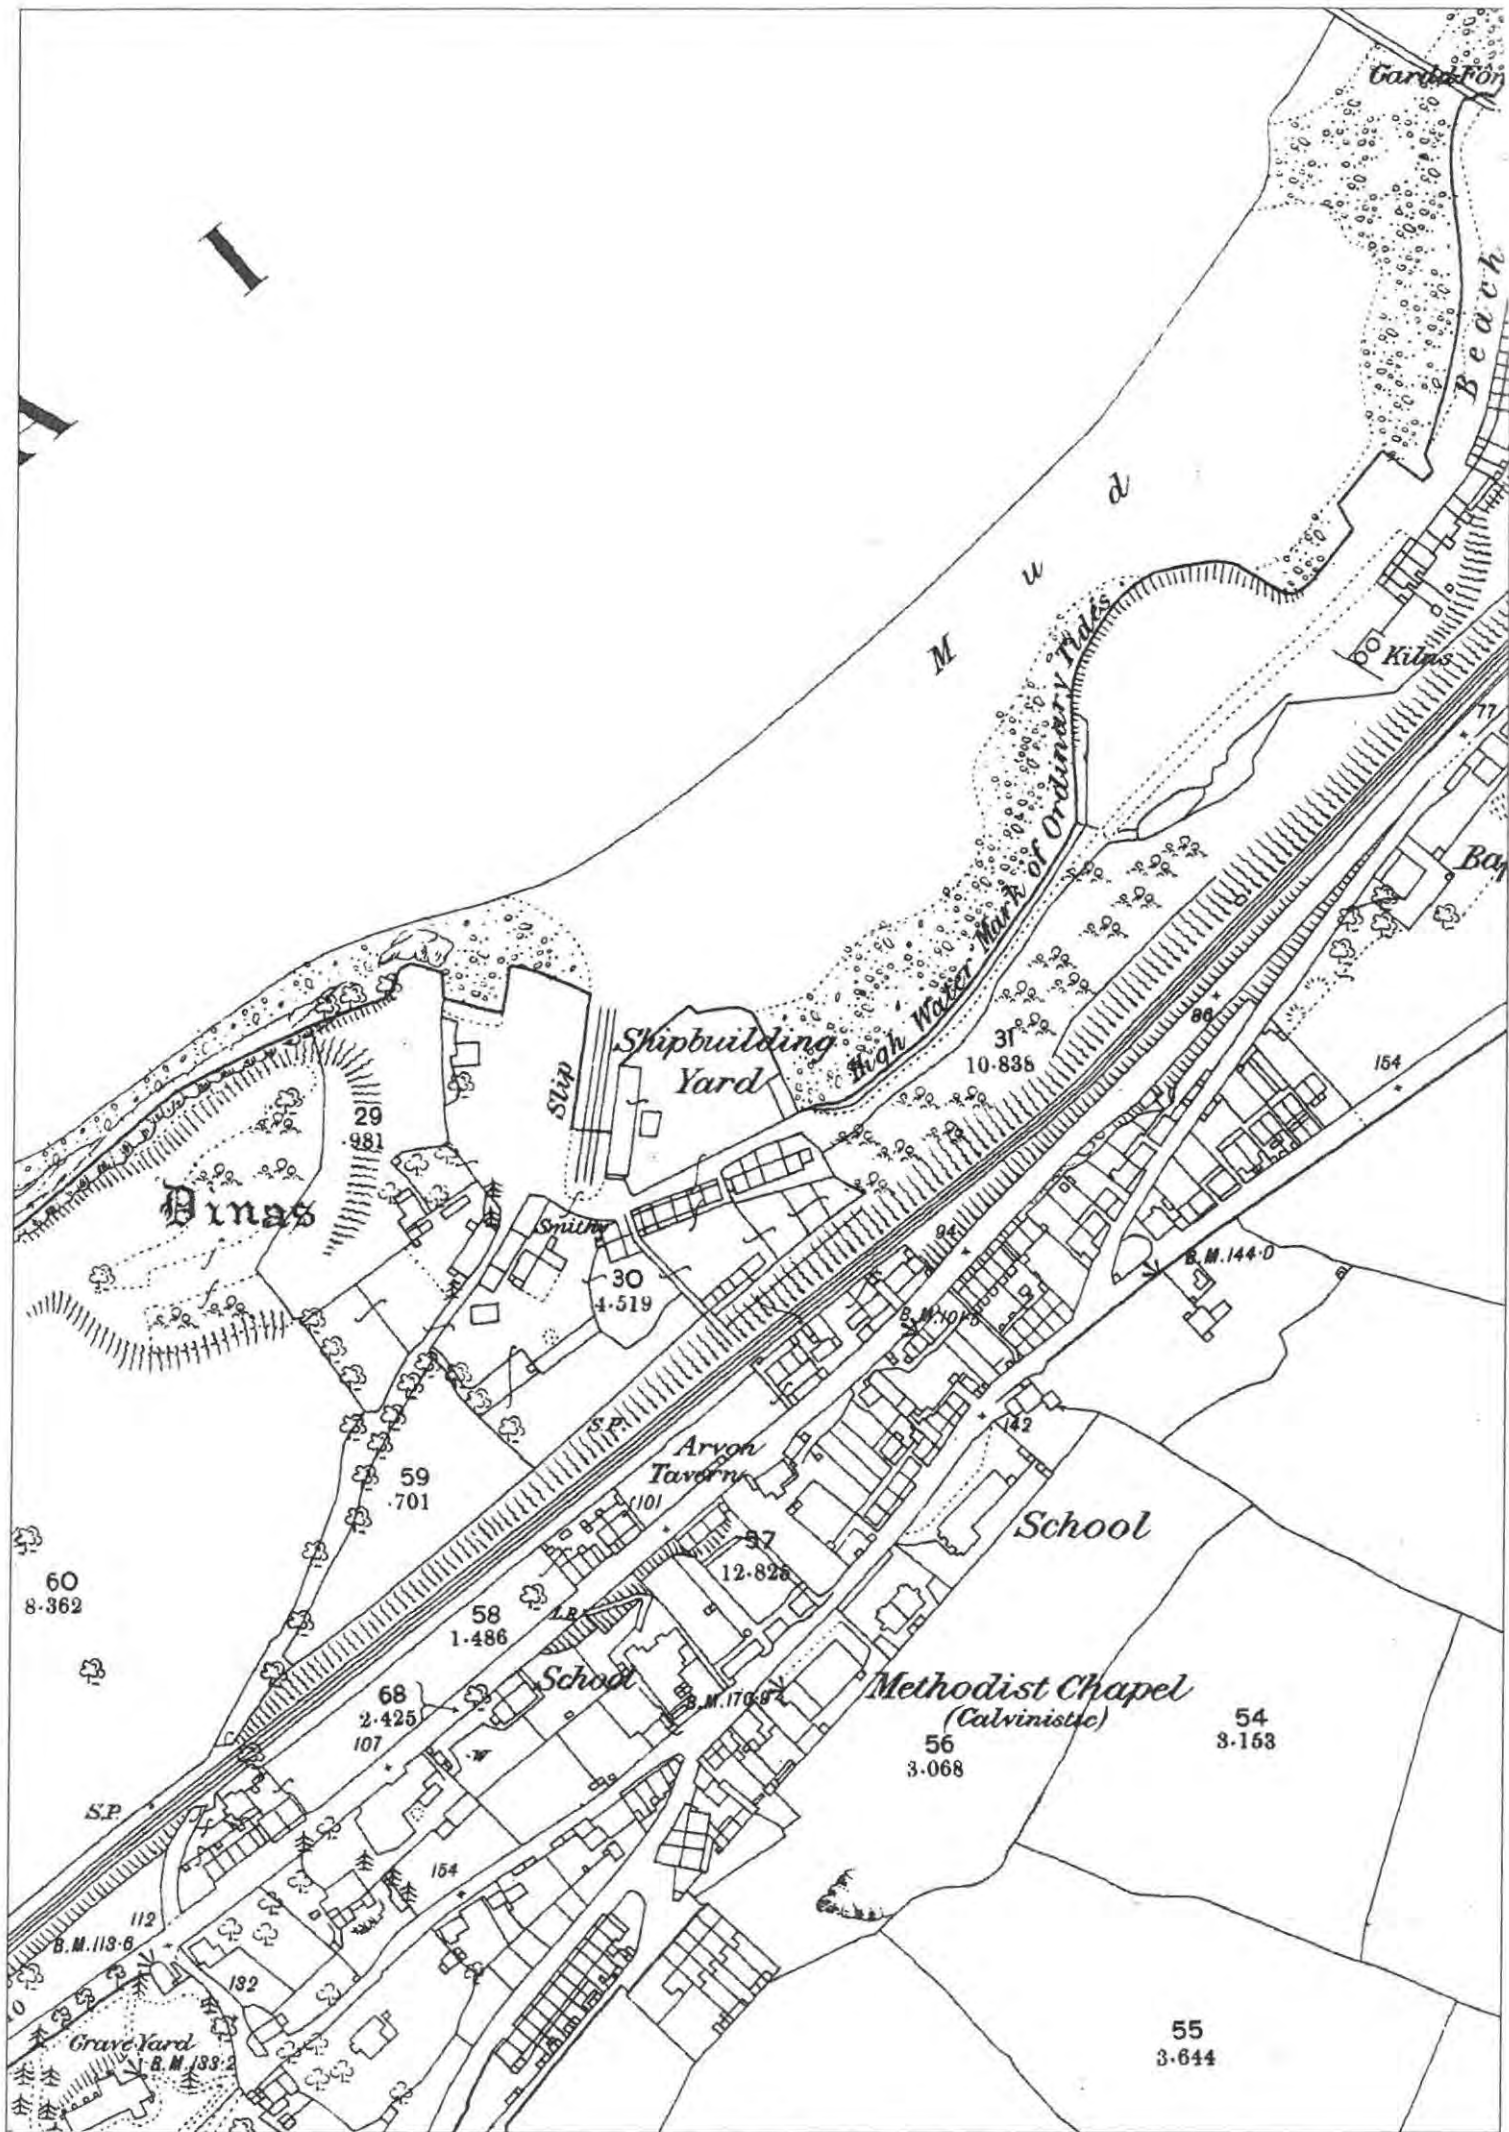 I
Beach
M u d
Kilns
77
High Water Mark of Ordinary Tides
86
154
31
10·838
Shipbuilding
Yard
Slip
29
·981
Dinas
Smithy
30
4·519
94
B.M.144·0
142
S.P.
Arvon
Tavern
101
59
·701
School
57
12·825
60
8·362
58
1·486
L.B.
School
68
2·425
107
W
B.M.170·9
Methodist Chapel
(Calvinistic)
56
3·068
54
3·153
S.P.
154
112
B.M.113·6
132
Grave Yard
B.M.133·2
55
3·644